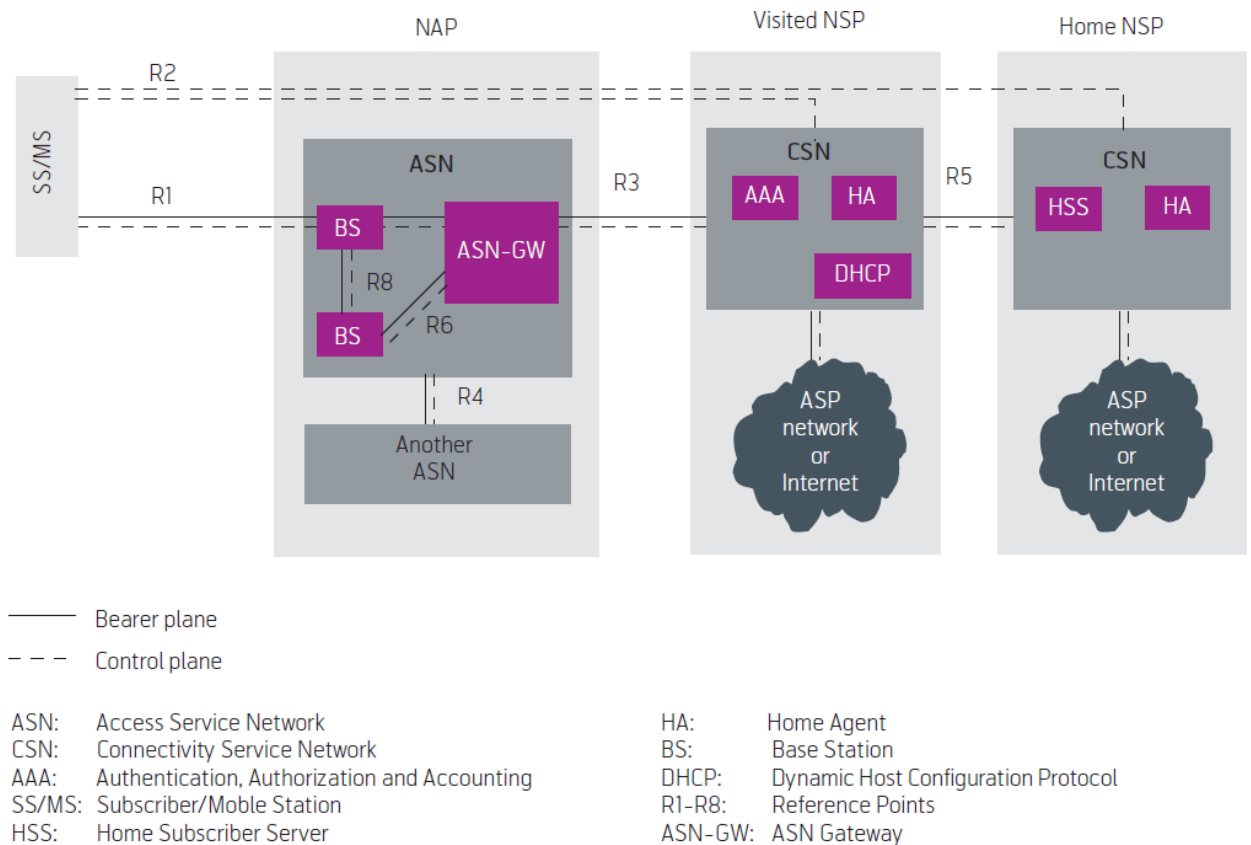 NAP
Visited NSP
Home NSP
R2
SS/MS
R1
ASN
BS
R8
BS
ASN-GW
R6
R4
Another
ASN
R3
CSN
AAA
HA
DHCP
R5
CSN
HSS
HA
ASP
network
or
Internet
ASP
network
or
Internet
Bearer plane
Control plane
ASN: Access Service Network
CSN: Connectivity Service Network
AAA: Authentication, Authorization and Accounting
SS/MS: Subscriber/Moble Station
HSS: Home Subscriber Server
HA: Home Agent
BS: Base Station
DHCP: Dynamic Host Configuration Protocol
R1-R8: Reference Points
ASN-GW: ASN Gateway